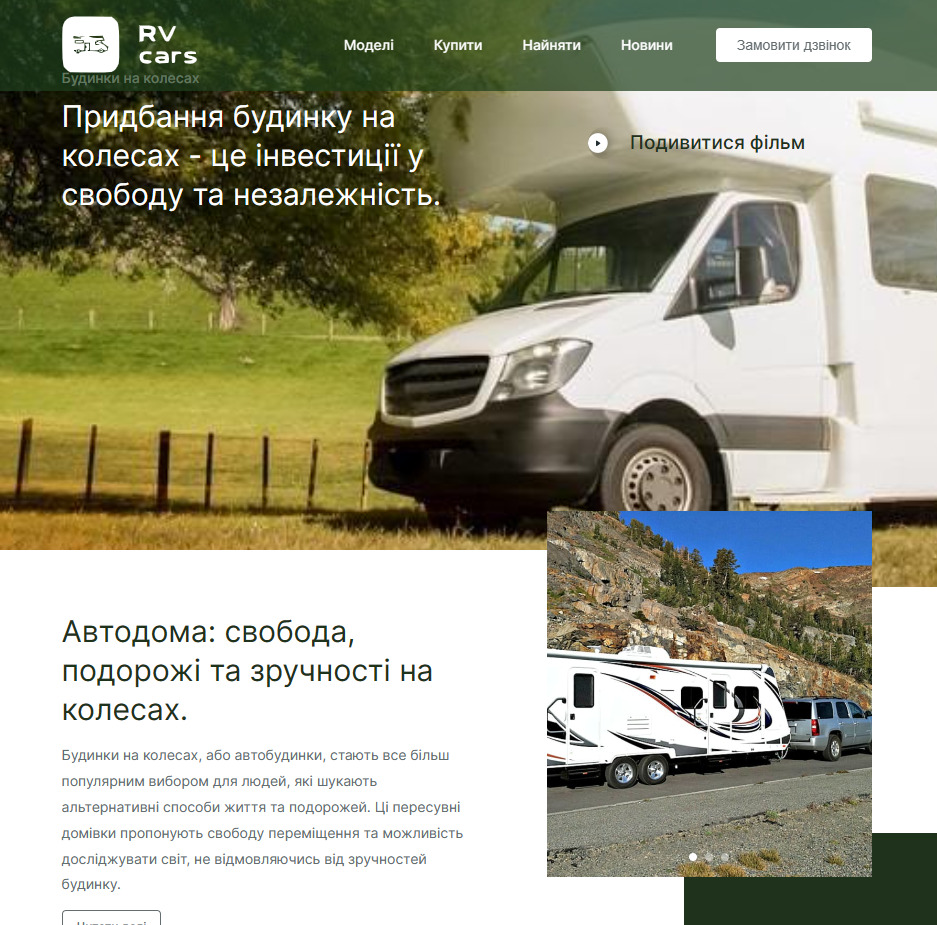 RV
cars
Моделі
Купити
Найняти
Новини
Замовити дзвінок
Будинки на колесах
Придбання будинку на
колесах - це інвестиції у
свободу та незалежність.
Подивитися фільм
Автодома: свобода,
подорожі та зручності на
колесах.
Будинки на колесах, або автобудинки, стають все більш
популярним вибором для людей, які шукають
альтернативні способи життя та подорожей. Ці пересувні
домівки пропонують свободу переміщення та можливість
досліджувати світ, не відмовляючись від зручностей
будинку.